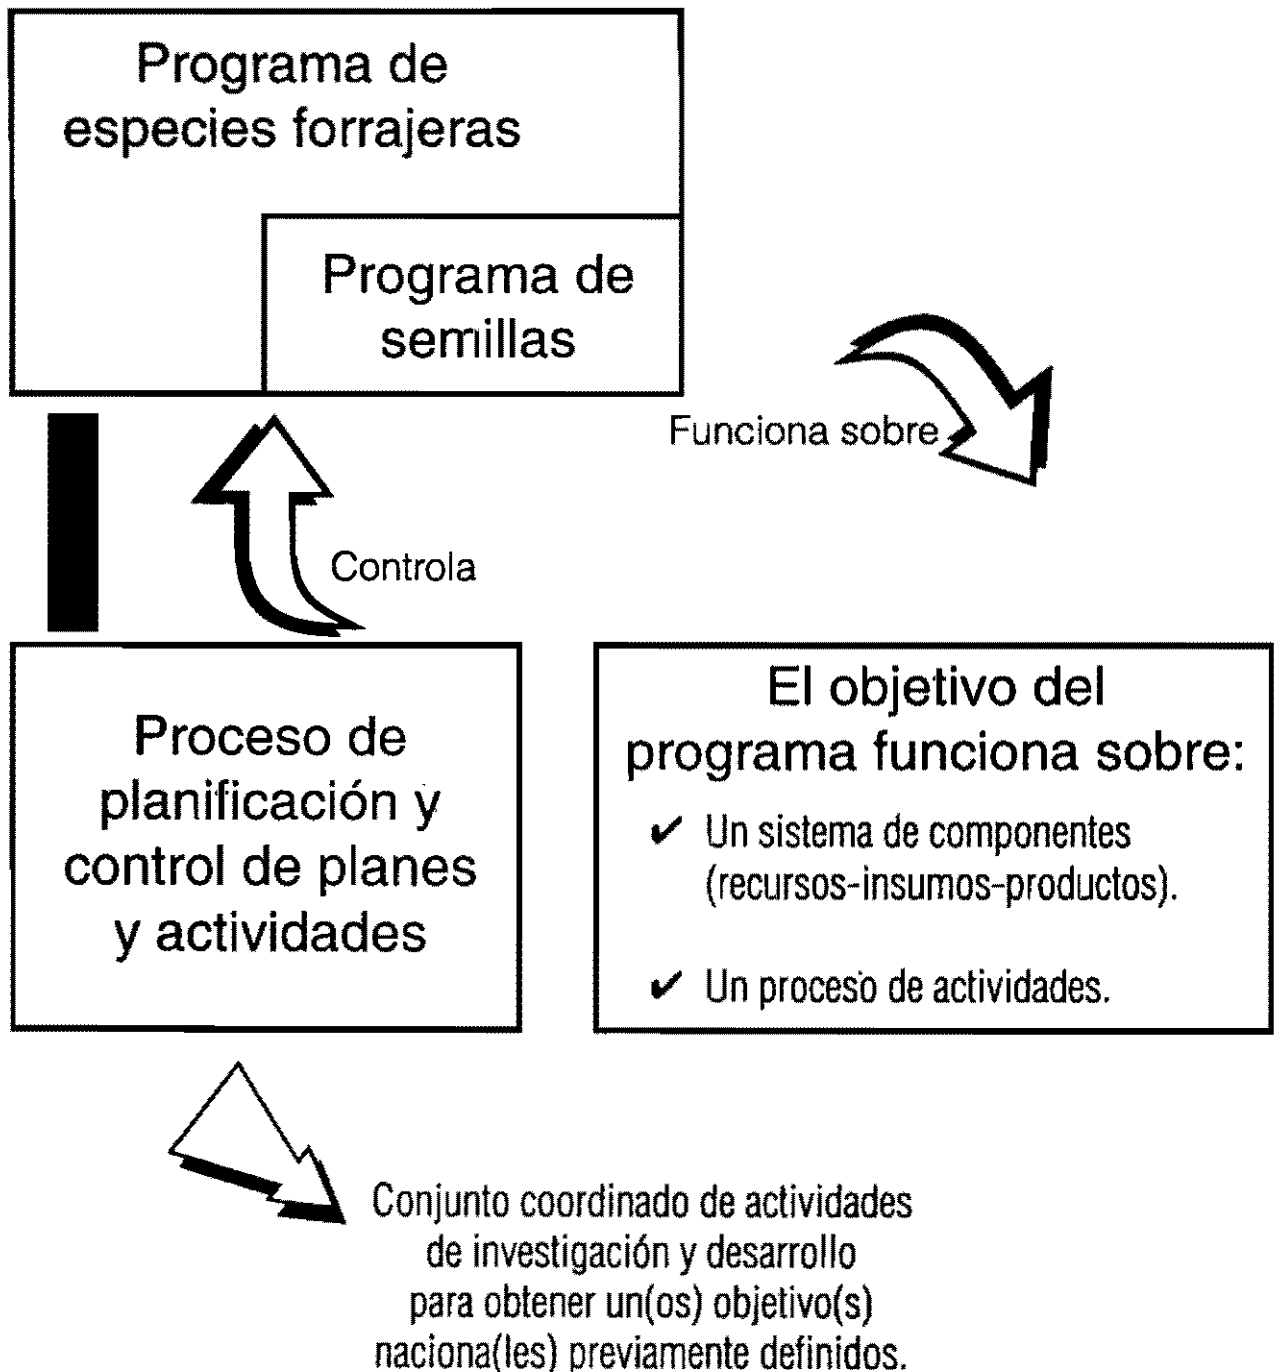 Programa de
especies forrajeras
Programa de
semillas
Funciona sobre
Controla
Proceso de
planificación y
control de planes
y actividades
El objetivo del
programa funciona sobre:
✔ Un sistema de componentes
(recursos-insumos-productos).
✔ Un proceso de actividades.
Conjunto coordinado de actividades
de investigación y desarrollo
para obtener un(os) objetivo(s)
naciona(les) previamente definidos.